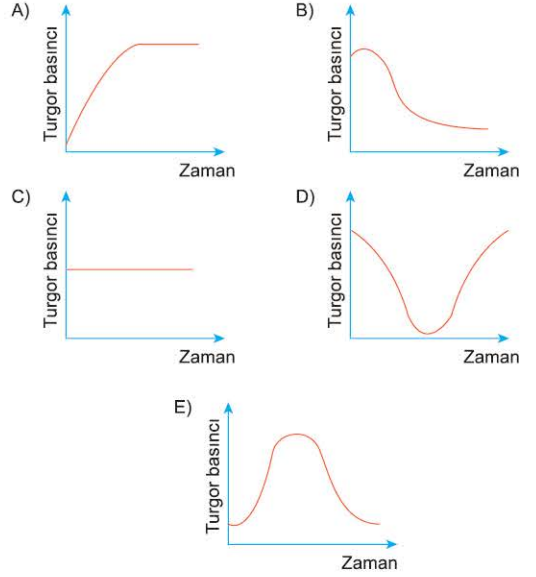 A)
Turgor basıncı
Zaman
B)
Turgor basıncı
Zaman
C)
Turgor basıncı
Zaman
D)
Turgor basıncı
Zaman
E)
Turgor basıncı
Zaman